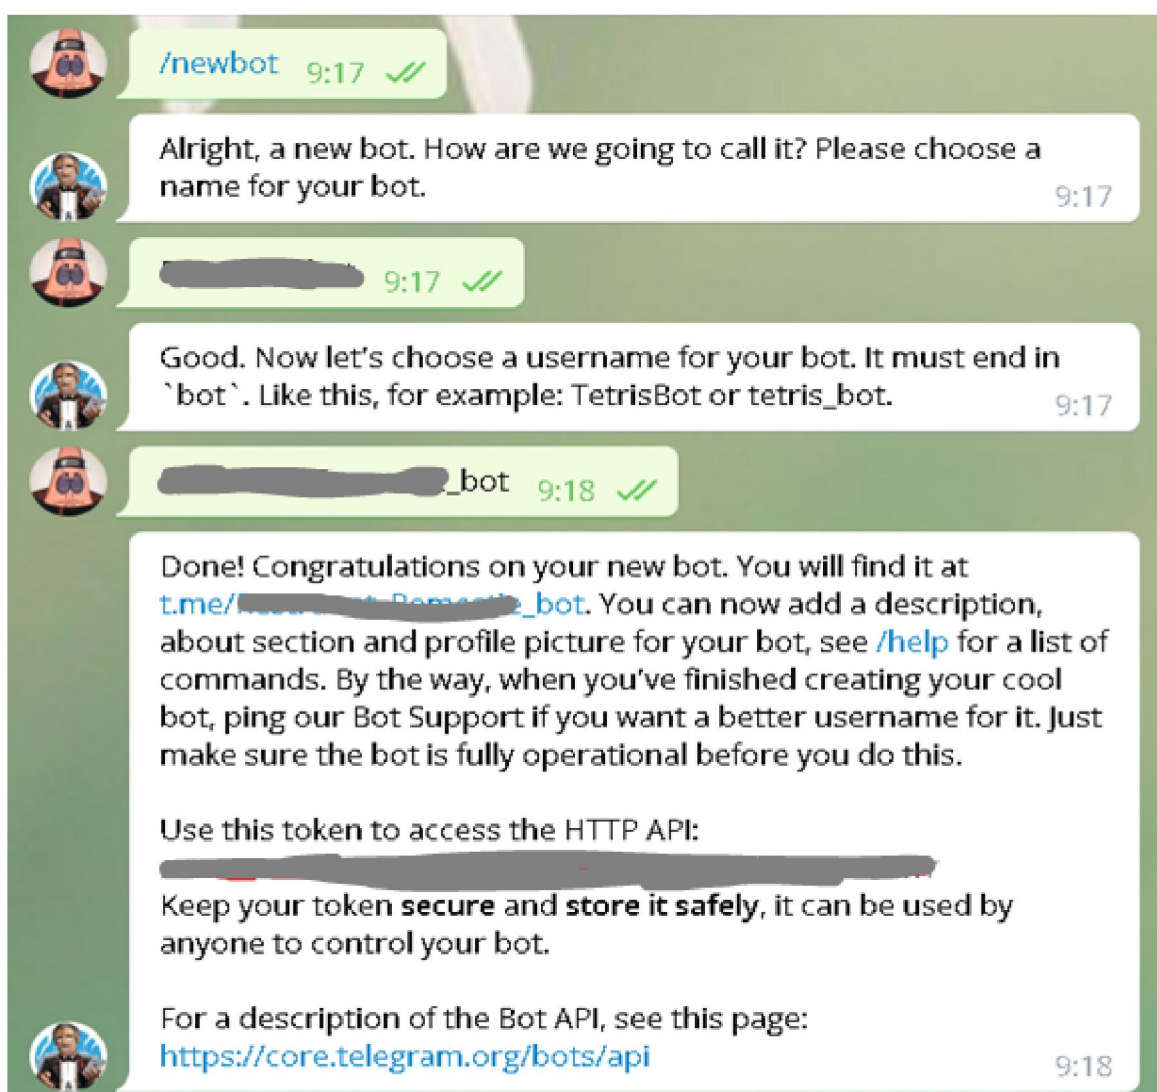 /newbot 9:17
Alright, a new bot. How are we going to call it? Please choose a
name for your bot.
9:17
9:17
Good. Now let's choose a username for your bot. It must end in
`bot`. Like this, for example: TetrisBot or tetris_bot.
9:17
_bot 9:18
Done! Congratulations on your new bot. You will find it at
t.me/ _bot. You can now add a description,
about section and profile picture for your bot, see /help for a list of
commands. By the way, when you've finished creating your cool
bot, ping our Bot Support if you want a better username for it. Just
make sure the bot is fully operational before you do this.
Use this token to access the HTTP API:
Keep your token secure and store it safely, it can be used by
anyone to control your bot.
For a description of the Bot API, see this page:
https://core.telegram.org/bots/api
9:18